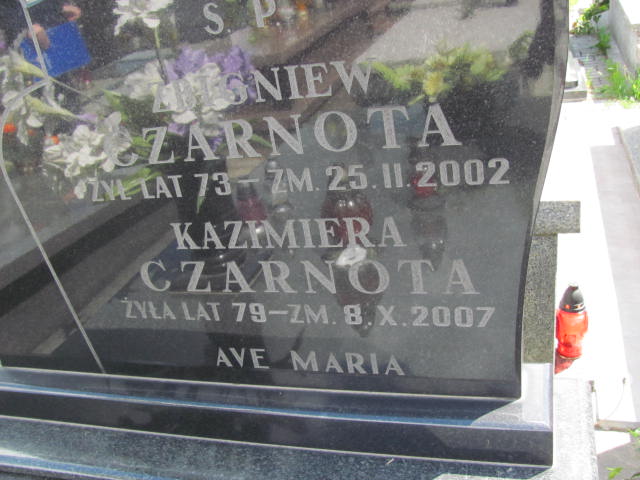 S P
ZBIGNIEW
CZARNOTA
ŻYŁ LAT 73 - ZM. 25. II. 2002
KAZIMIERA
CZARNOTA
ŻYŁA LAT 79 - ZM. 8. X. 2007
AVE MARIA